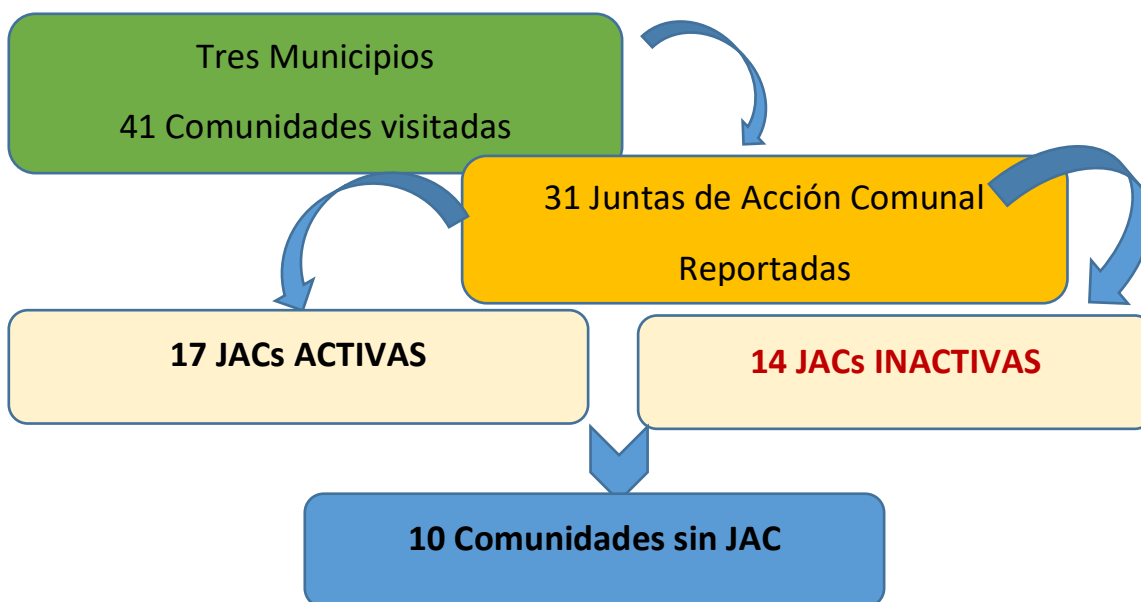 Tres Municipios
41 Comunidades visitadas
31 Juntas de Acción Comunal
Reportadas
17 JACs ACTIVAS
14 JACs INACTIVAS
10 Comunidades sin JAC